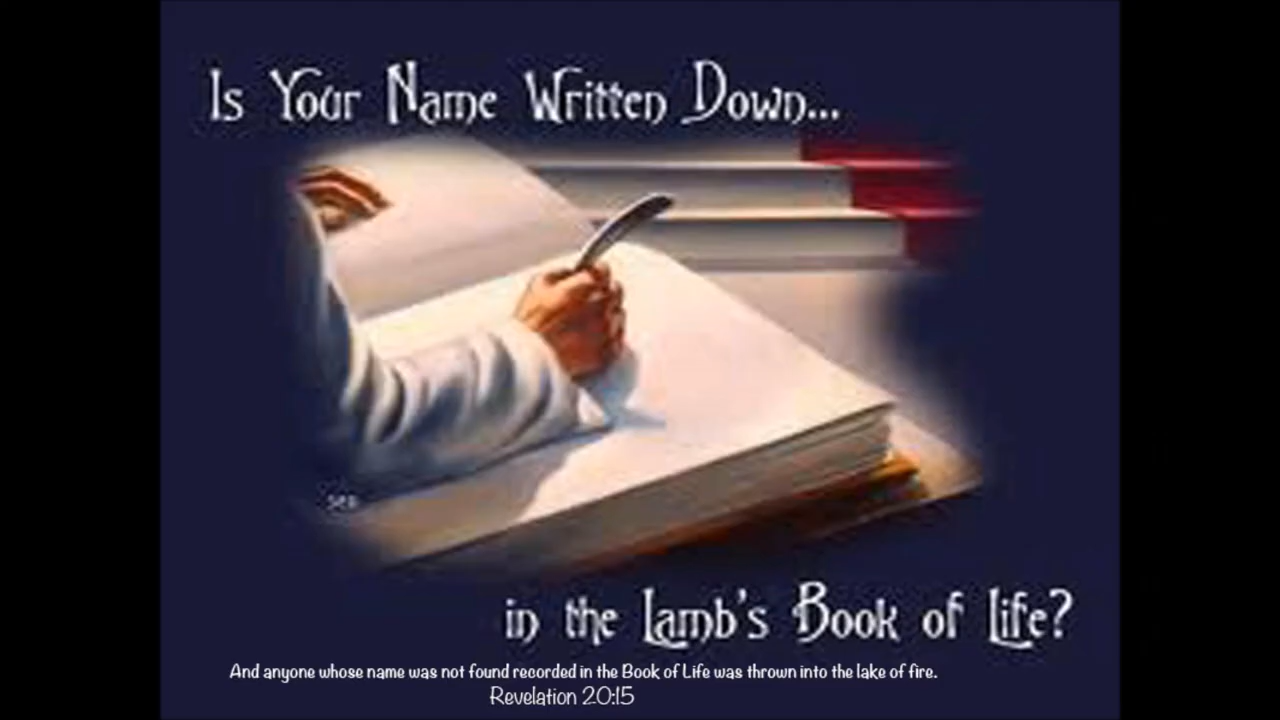 Is Your Name Written Down...
in the Lamb's Book of Life?
And anyone whose name was not found recorded in the Book of Life was thrown into the lake of fire.
Revelation 20:15